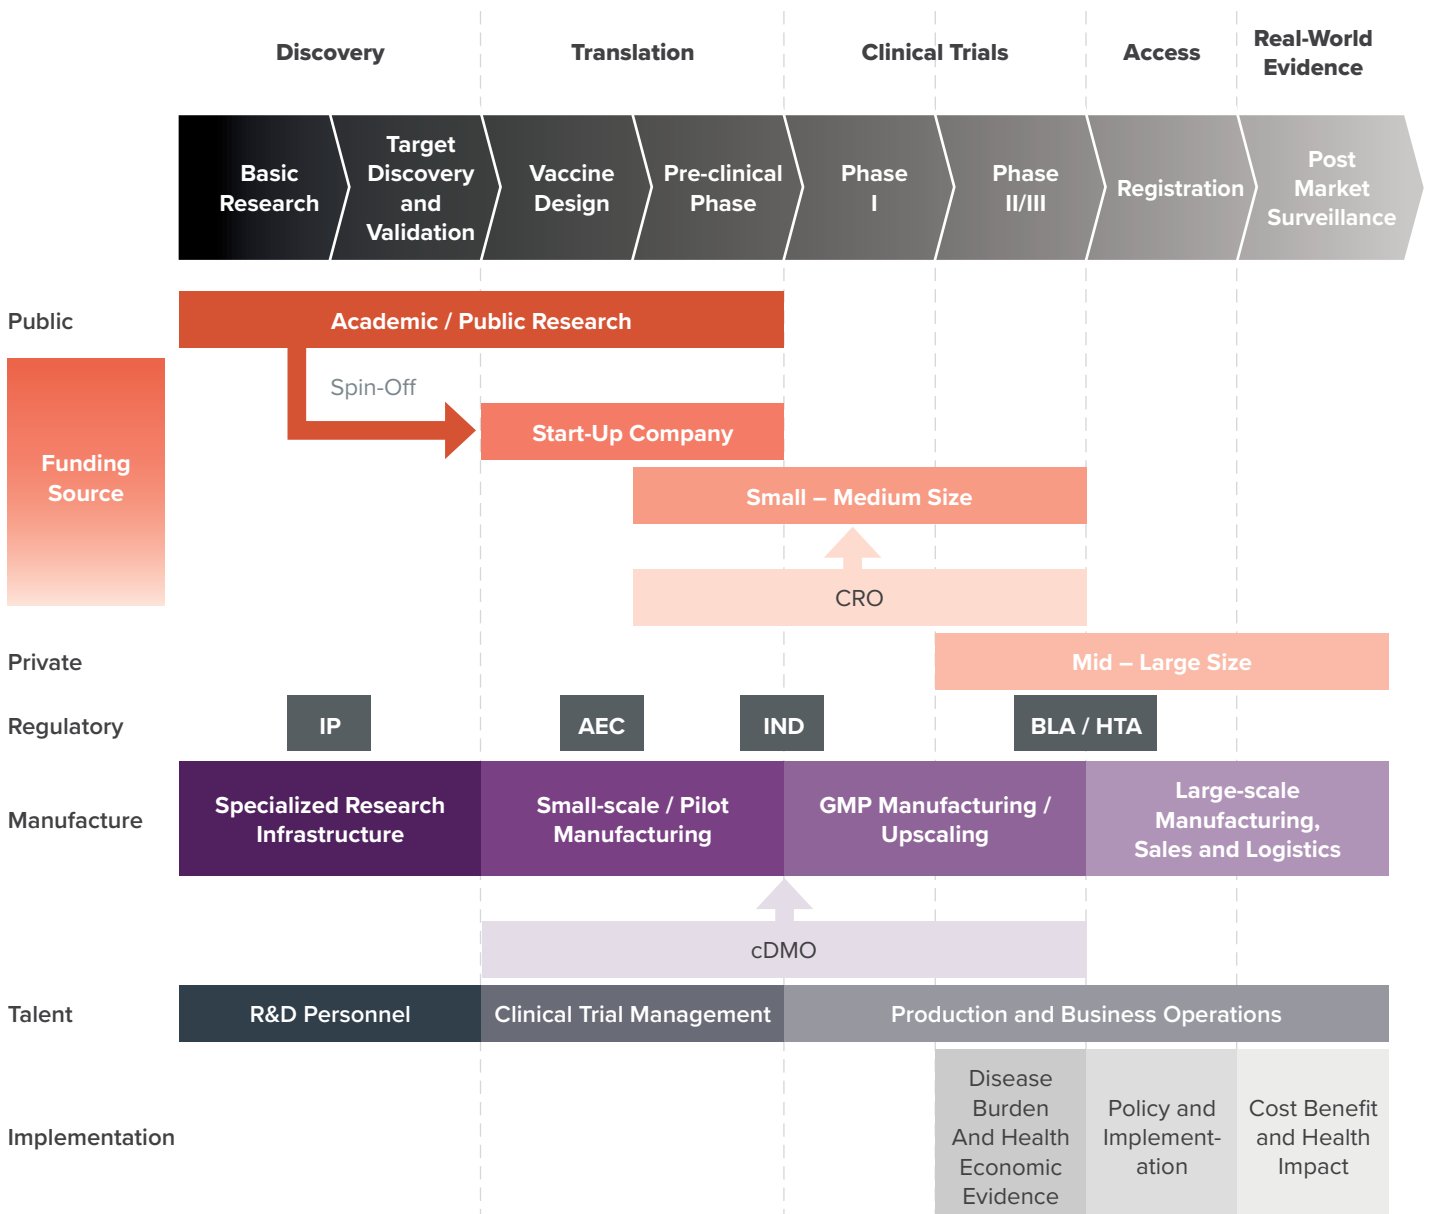 Discovery
Translation
Clinical Trials
Access
Real-World
Evidence
Basic
Research
Target
Discovery
and
Validation
Vaccine
Design
Pre-clinical
Phase
Phase
I
Phase
II/III
Registration
Post
Market
Surveillance
Public
Academic / Public Research
Spin-Off
Funding
Source
Start-Up Company
Small – Medium Size
CRO
Private
Mid – Large Size
Regulatory
IP
AEC
IND
BLA / HTA
Manufacture
Specialized Research
Infrastructure
Small-scale / Pilot
Manufacturing
GMP Manufacturing /
Upscaling
Large-scale
Manufacturing,
Sales and Logistics
cDMO
Talent
R&D Personnel
Clinical Trial Management
Production and Business Operations
Implementation
Disease
Burden
And Health
Economic
Evidence
Policy and
Implement-
ation
Cost Benefit
and Health
Impact